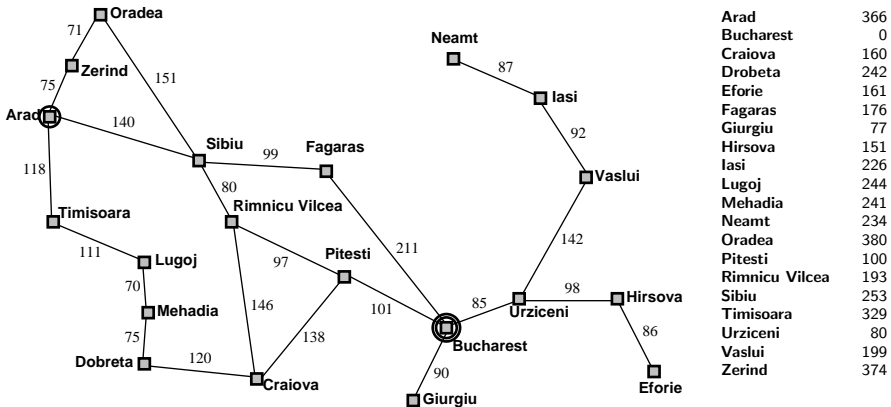 Oradea
71
Neamt
Zerind
87
75
151
Iasi
Arad
140
92
Sibiu
Fagaras
99
118
80
Vaslui
Timisoara
Rimnicu Vilcea
142
111
211
Lugoj
97
Pitesti
70
98
Hirsova
146
101
85
Mehadia
Urziceni
138
86
75
Bucharest
120
Dobreta
90
Craiova
Eforie
Giurgiu
Arad 366
Bucharest 0
Craiova 160
Drobeta 242
Eforie 161
Fagaras 176
Giurgiu 77
Hirsova 151
Iasi 226
Lugoj 244
Mehadia 241
Neamt 234
Oradea 380
Pitesti 100
Rimnicu Vilcea 193
Sibiu 253
Timisoara 329
Urziceni 80
Vaslui 199
Zerind 374